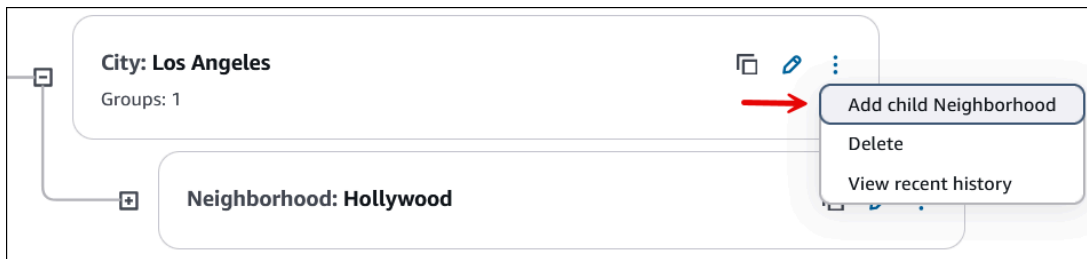 City: Los Angeles
Groups: 1
Add child Neighborhood
Delete
View recent history
Neighborhood: Hollywood